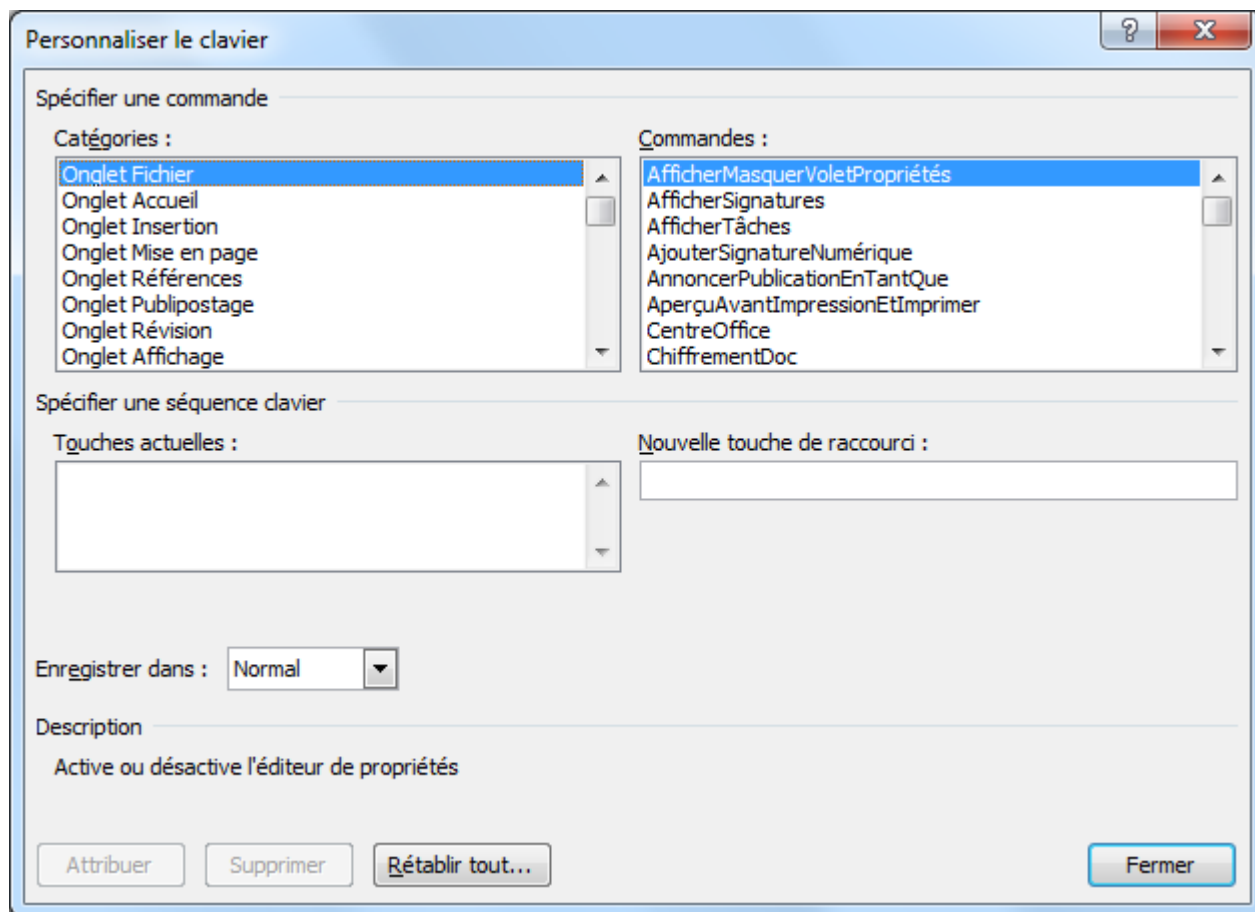 Personnaliser le clavier
Spécifier une commande
Catégories :
Onglet Fichier
Onglet Accueil
Onglet Insertion
Onglet Mise en page
Onglet Références
Onglet Publipostage
Onglet Révision
Onglet Affichage
Commandes :
AfficherMasquerVoletPropriétés
AfficherSignatures
AfficherTâches
AjouterSignatureNumérique
AnnoncerPublicationEnTantQue
AperçuAvantImpressionEtImprimer
CentreOffice
ChiffrementDoc
Spécifier une séquence clavier
Touches actuelles :
Nouvelle touche de raccourci :
Enregistrer dans :
Normal
Description
Active ou désactive l'éditeur de propriétés
Attribuer
Supprimer
Rétablir tout...
Fermer